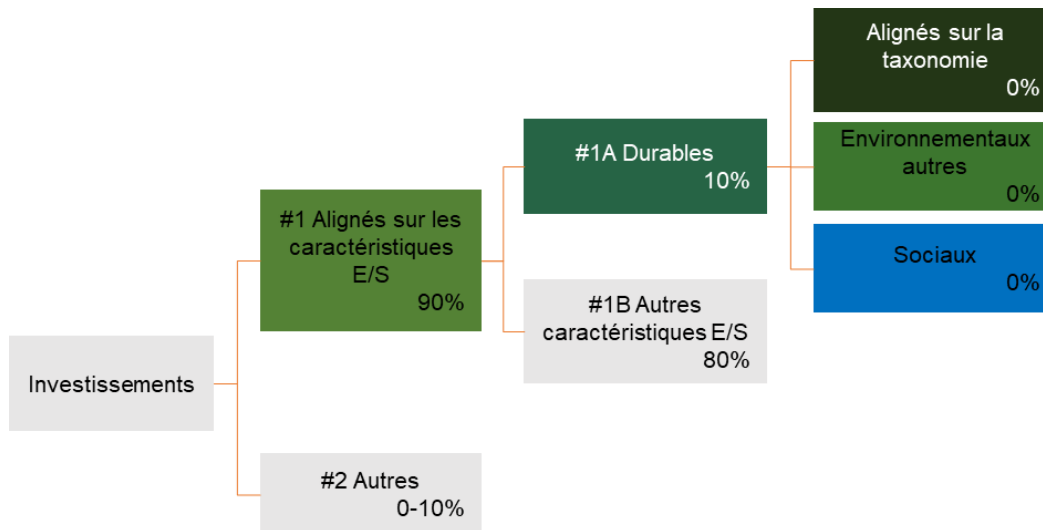 Investissements
#1 Alignés sur les
caractéristiques
E/S
90%
#2 Autres
0-10%
#1A Durables
10%
#1B Autres
caractéristiques E/S
80%
Alignés sur la
taxonomie
0%
Environnementaux
autres
0%
Sociaux
0%